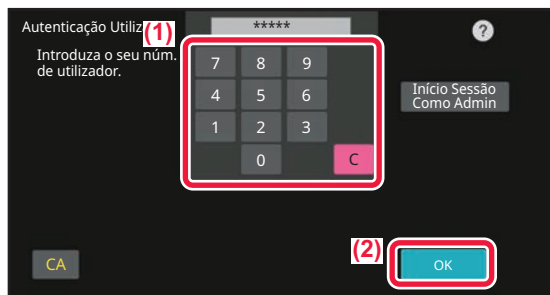 Autenticação Utiliz
(1)
*****
?
Introduza o seu núm.
de utilizador.
7 8 9
4 5 6
1 2 3
0 C
Início Sessão
Como Admin
(2)
CA
OK